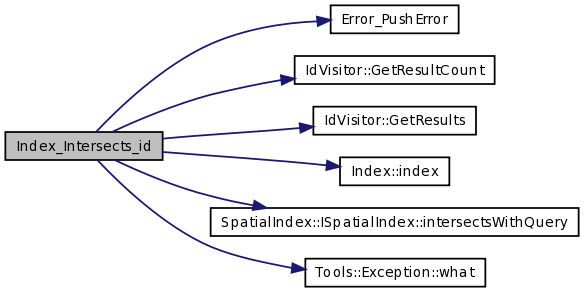 Error_PushError
IdVisitor::GetResultCount
IdVisitor::GetResults
Index_Intersects_id
Index::index
SpatialIndex::ISpatialIndex::intersectsWithQuery
Tools::Exception::what